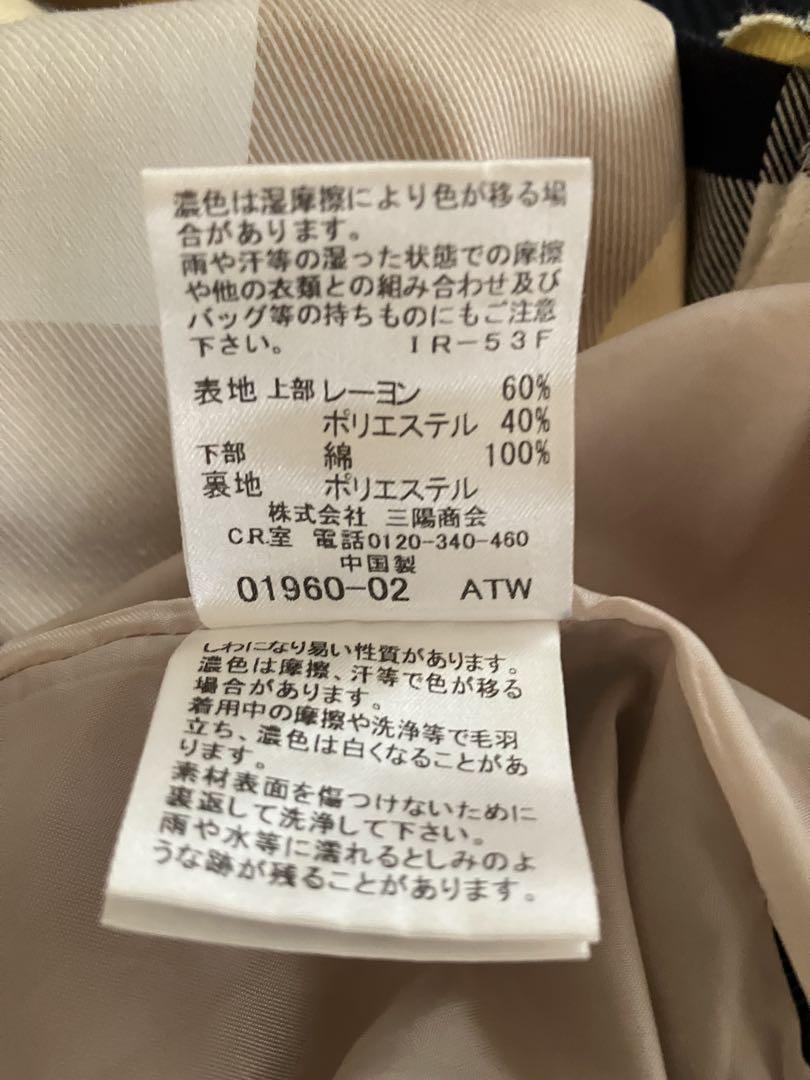 濃色は湿摩擦により色が移る場
合があります。
雨や汗等の湿った状態での摩擦
や他の衣類との組み合わせ及び
バッグ等の持ちものにもご注意
下さい。 IR-53F
表地 上部 レーヨン 60%
ポリエステル 40%
下部 綿 100%
裏地 ポリエステル
株式会社 三陽商会
C.R.室 電話0120-340-460
中国製
01960-02 ATW
しわになり易い性質があります。
濃色は摩擦、汗等で色が移る
場合があります。
着用中の摩擦や洗浄等で毛羽
立ち、濃色は白くなることがあ
ります。
素材表面を傷つけないために
裏返して洗浄して下さい。
雨や水等に濡れるとしみのよ
うな跡が残ることがあります。